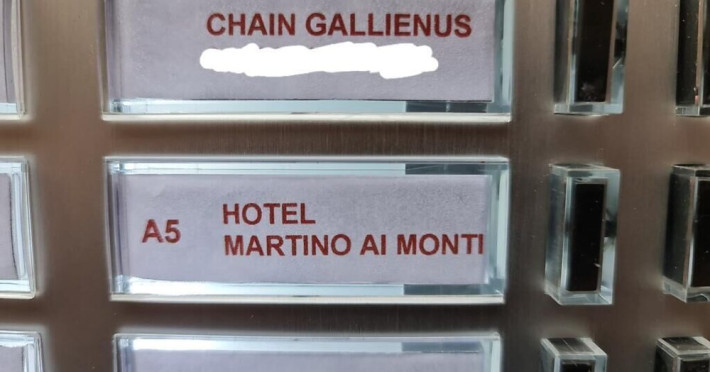 CHAIN GALLIENUS
A5
HOTEL
MARTINO AI MONTI